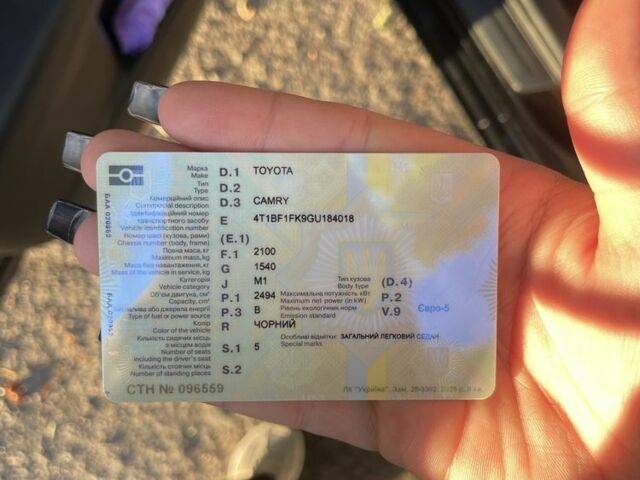 Марка D.1 TOYOTA
Make
Тип D.2
Type
Комерційний опис D.3 CAMRY
Commercial description
Ідентифікаційний номер
транспортного засобу E 4T1BF1FK9GU184018
Vehicle identification number
Номер шасі (кузова, рами) (E.1)
Chassis number (body, frame)
Повна маса, кг F.1 2100
Maximum mass, kg
Маса без навантаження, кг G 1540
Mass of the vehicle in service, kg
Категорія J M1 Тип кузова (D.4)
Vehicle category Body type
Об'єм двигуна, см³ P.1 2494 Максимальна потужність кВт P.2
Capacity, cm³ Maximum net power (in kW)
палива або джерела енергії P.3 B Рівень екологічних норм V.9 Євро-5
Type of fuel or power source Emission standard
Колір R ЧОРНИЙ
Color of the vehicle
Кількість сидячих місць S.1 5 Особливі відмітки: ЗАГАЛЬНИЙ ЛЕГКОВИЙ СЕДАН
з місцем водія Special marks
Number of seats
including the driver's seat
Кількість стоячих місць S.2
Number of standing places
СТН № 096559